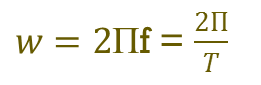 w = 2Πf = 2Π/T